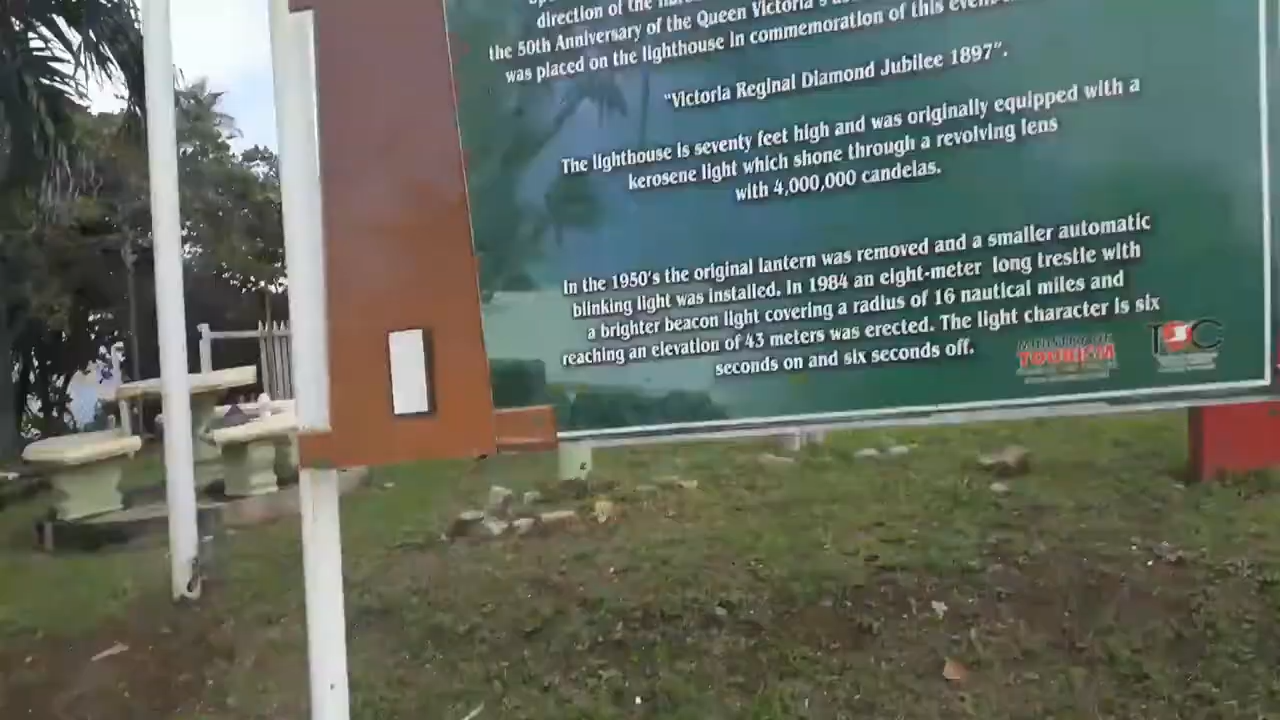 direction of the
the 50th Anniversary of the Queen Victoria's
was placed on the lighthouse in commemoration of this event
"Victoria Reginal Diamond Jubilee 1897".
The lighthouse is seventy feet high and was originally equipped with a
kerosene light which shone through a revolving lens
with 4,000,000 candelas.
In the 1950's the original lantern was removed and a smaller automatic
blinking light was installed. In 1984 an eight-meter long trestle with
a brighter beacon light covering a radius of 16 nautical miles and
reaching an elevation of 43 meters was erected. The light character is six
seconds on and six seconds off.
MINISTRY OF
TOURISM